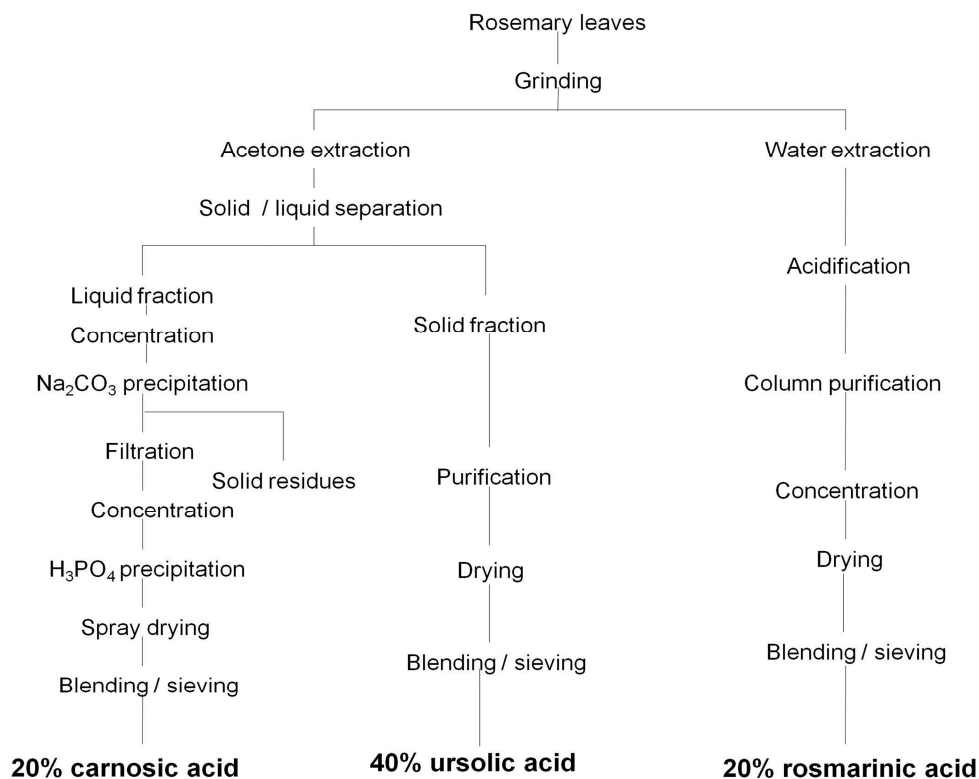 Rosemary leaves
Grinding
Acetone extraction
Water extraction
Solid / liquid separation
Acidification
Liquid fraction
Solid fraction
Concentration
Na₂CO₃ precipitation
Column purification
Filtration
Solid residues
Purification
Concentration
Concentration
H₃PO₄ precipitation
Drying
Drying
Spray drying
Blending / sieving
Blending / sieving
Blending / sieving
20% carnosic acid
40% ursolic acid
20% rosmarinic acid